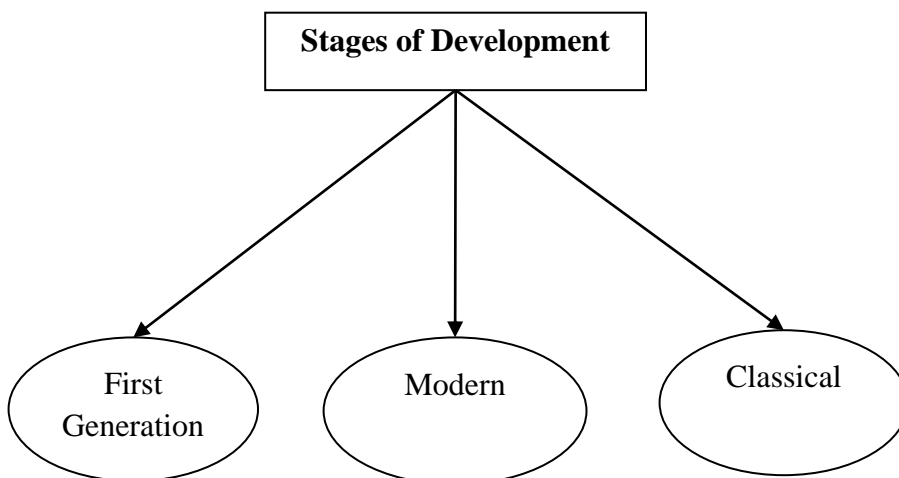 Stages of Development
First
Generation
Modern
Classical